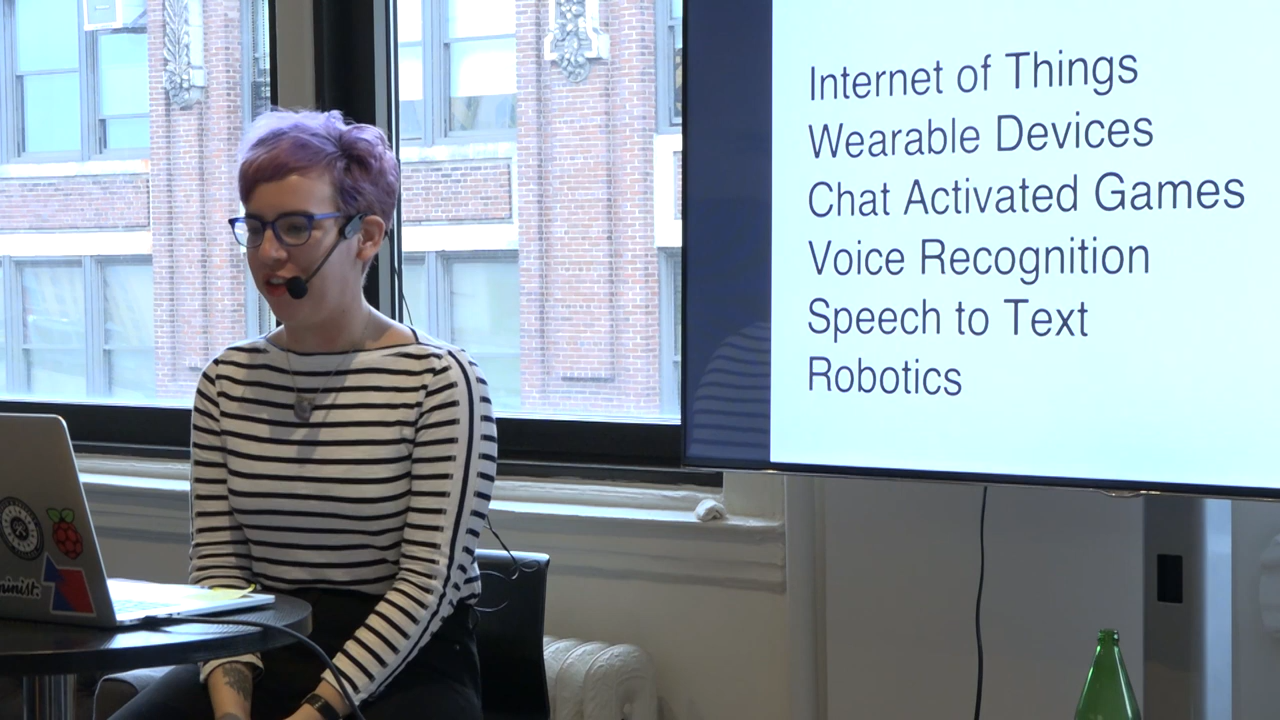 Internet of Things
Wearable Devices
Chat Activated Games
Voice Recognition
Speech to Text
Robotics